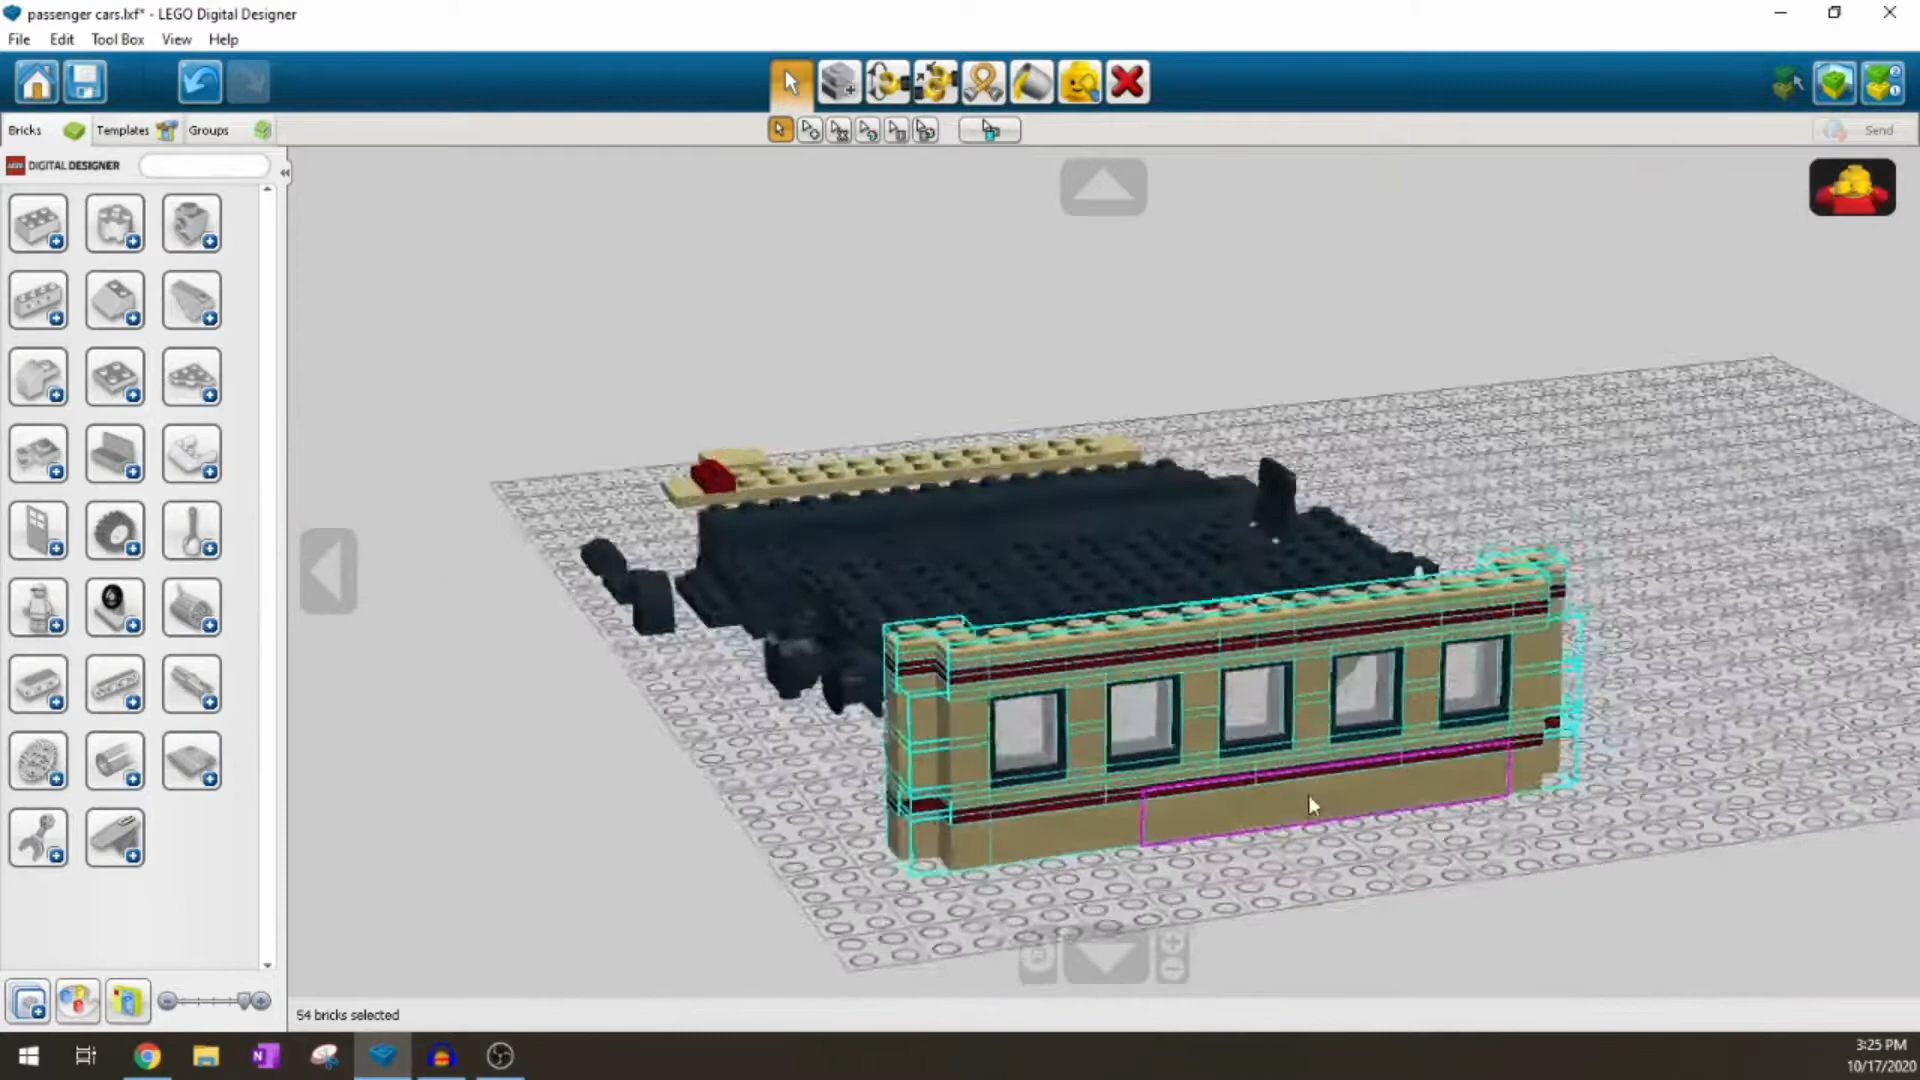 passenger cars.lxf* - LEGO Digital Designer
File Edit Tool Box View Help
Bricks Templates Groups Send
LEGO DIGITAL DESIGNER
54 bricks selected
3:25 PM
10/17/2020